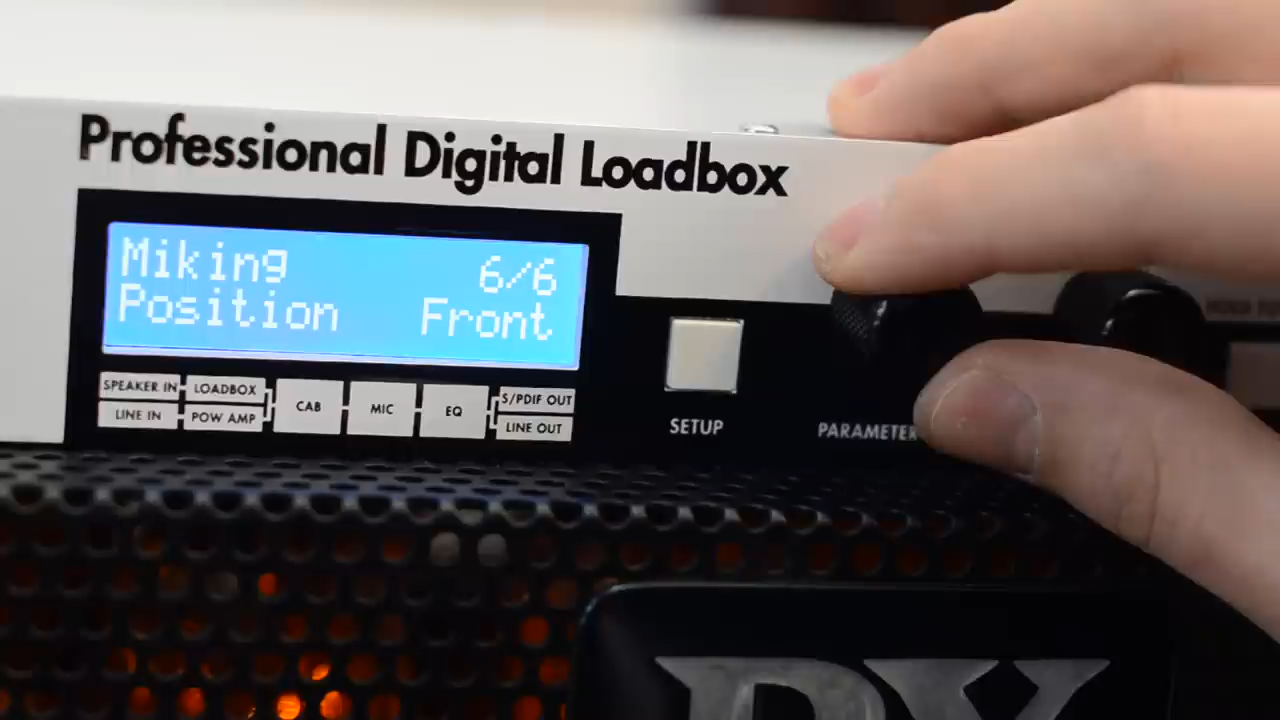 Professional Digital Loadbox
Miking 6/6
Position Front
SPEAKER IN LOADBOX CAB MIC EQ S/PDIF OUT
LINE IN POW AMP LINE OUT
SETUP
PARAMETER